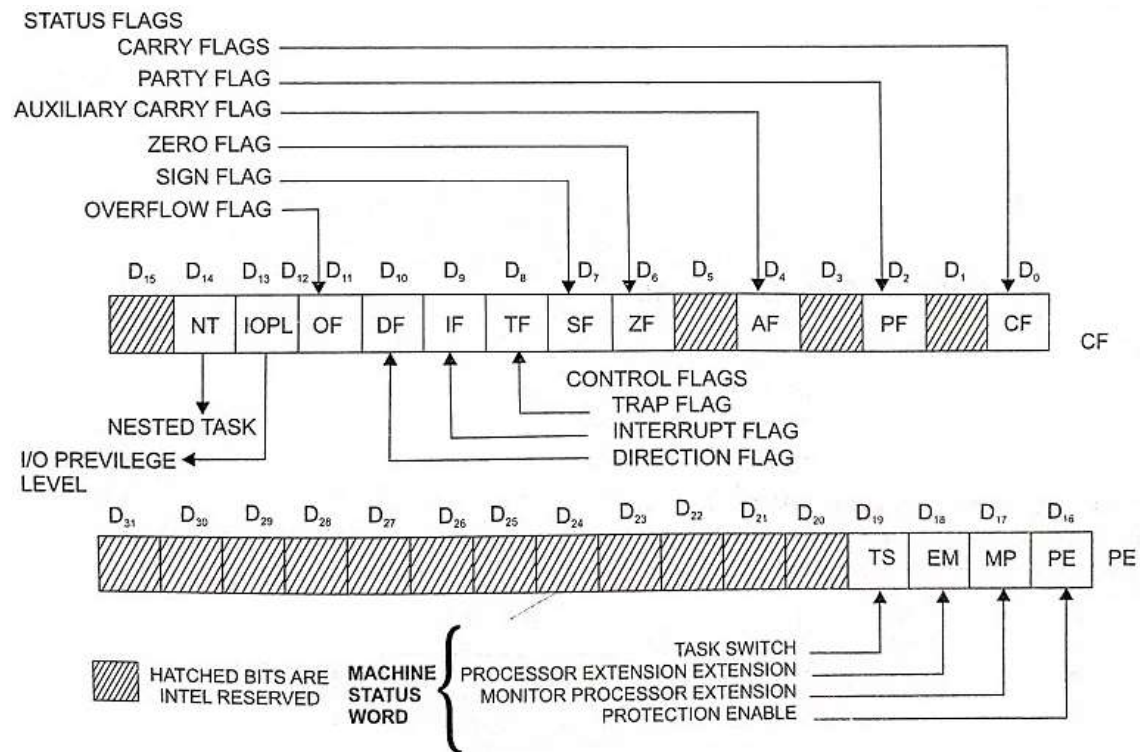 STATUS FLAGS
CARRY FLAGS
PARTY FLAG
AUXILIARY CARRY FLAG
ZERO FLAG
SIGN FLAG
OVERFLOW FLAG
D15 D14 D13 D12 D11 D10 D9 D8 D7 D6 D5 D4 D3 D2 D1 D0
NT IOPL OF DF IF TF SF ZF AF PF CF CF
CONTROL FLAGS
TRAP FLAG
NESTED TASK INTERRUPT FLAG
I/O PREVILEGE DIRECTION FLAG
LEVEL
D31 D30 D29 D28 D27 D26 D25 D24 D23 D22 D21 D20 D19 D18 D17 D16
TS EM MP PE PE
HATCHED BITS ARE
INTEL RESERVED
MACHINE
STATUS
WORD
TASK SWITCH
PROCESSOR EXTENSION EXTENSION
MONITOR PROCESSOR EXTENSION
PROTECTION ENABLE